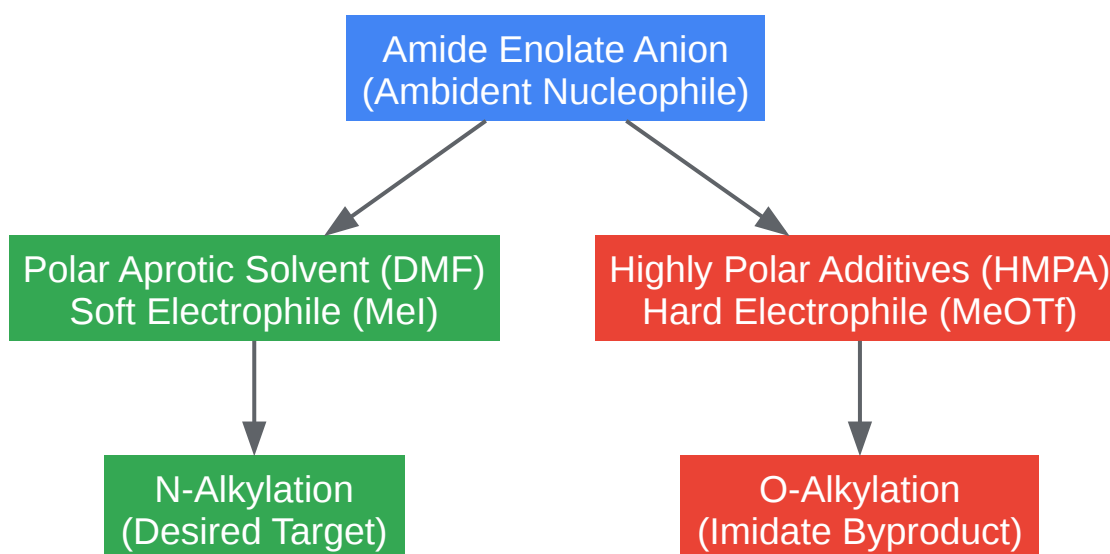 Amide Enolate Anion
(Ambident Nucleophile)
Polar Aprotic Solvent (DMF)
Soft Electrophile (MeI)
Highly Polar Additives (HMPA)
Hard Electrophile (MeOTf)
N-Alkylation
(Desired Target)
O-Alkylation
(Imidate Byproduct)